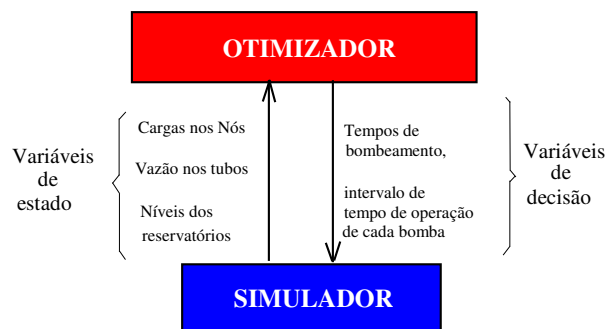 OTIMIZADOR
Variáveis
de
estado
Cargas nos Nós
Vazão nos tubos
Níveis dos
reservatórios
Tempos de
bombeamento,
intervalo de
tempo de operação
de cada bomba
Variáveis
de
decisão
SIMULADOR